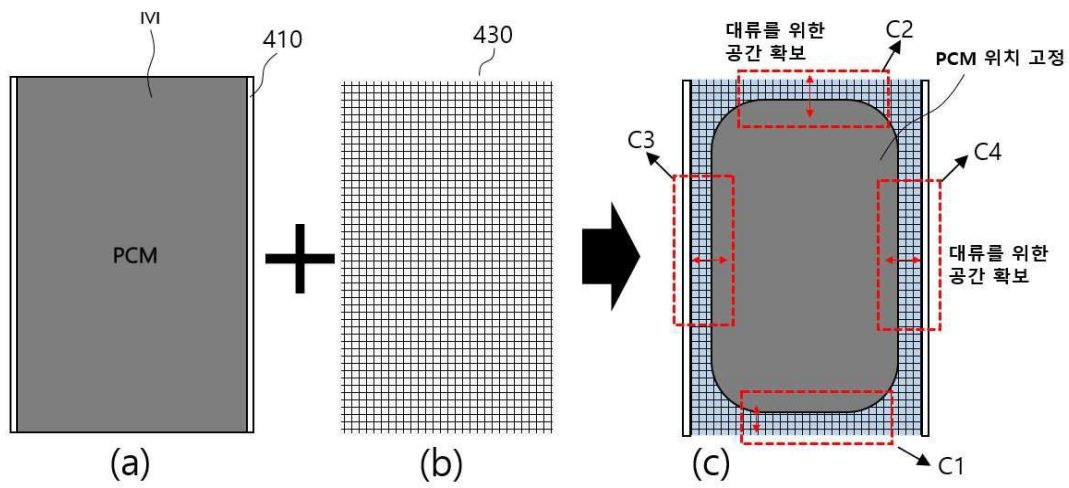 410
430
대류를 위한
공간 확보
C2
PCM 위치 고정
C3
C4
PCM
대류를 위한
공간 확보
C1
(a)
(b)
(c)